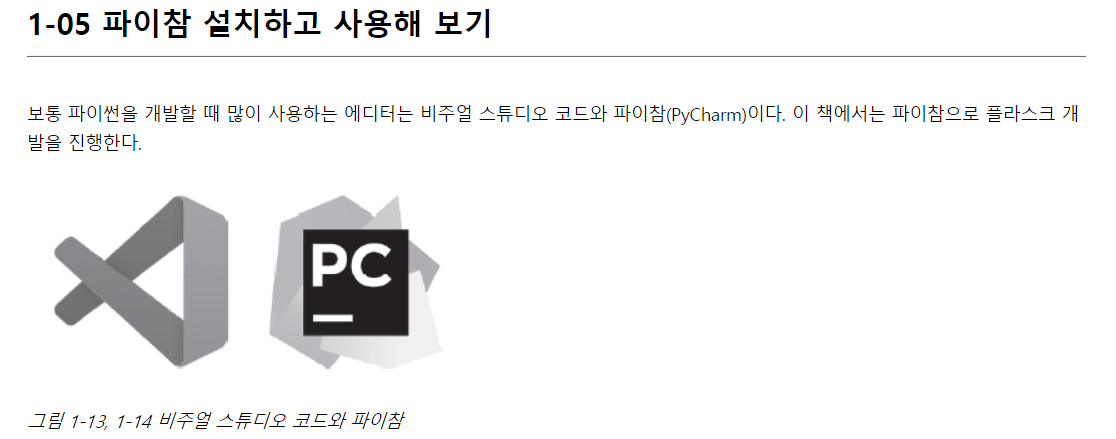 1-05 파이참 설치하고 사용해 보기
보통 파이썬을 개발할 때 많이 사용하는 에디터는 비주얼 스튜디오 코드와 파이참(PyCharm)이다. 이 책에서는 파이참으로 플라스크 개
발을 진행한다.
PC
그림 1-13, 1-14 비주얼 스튜디오 코드와 파이참